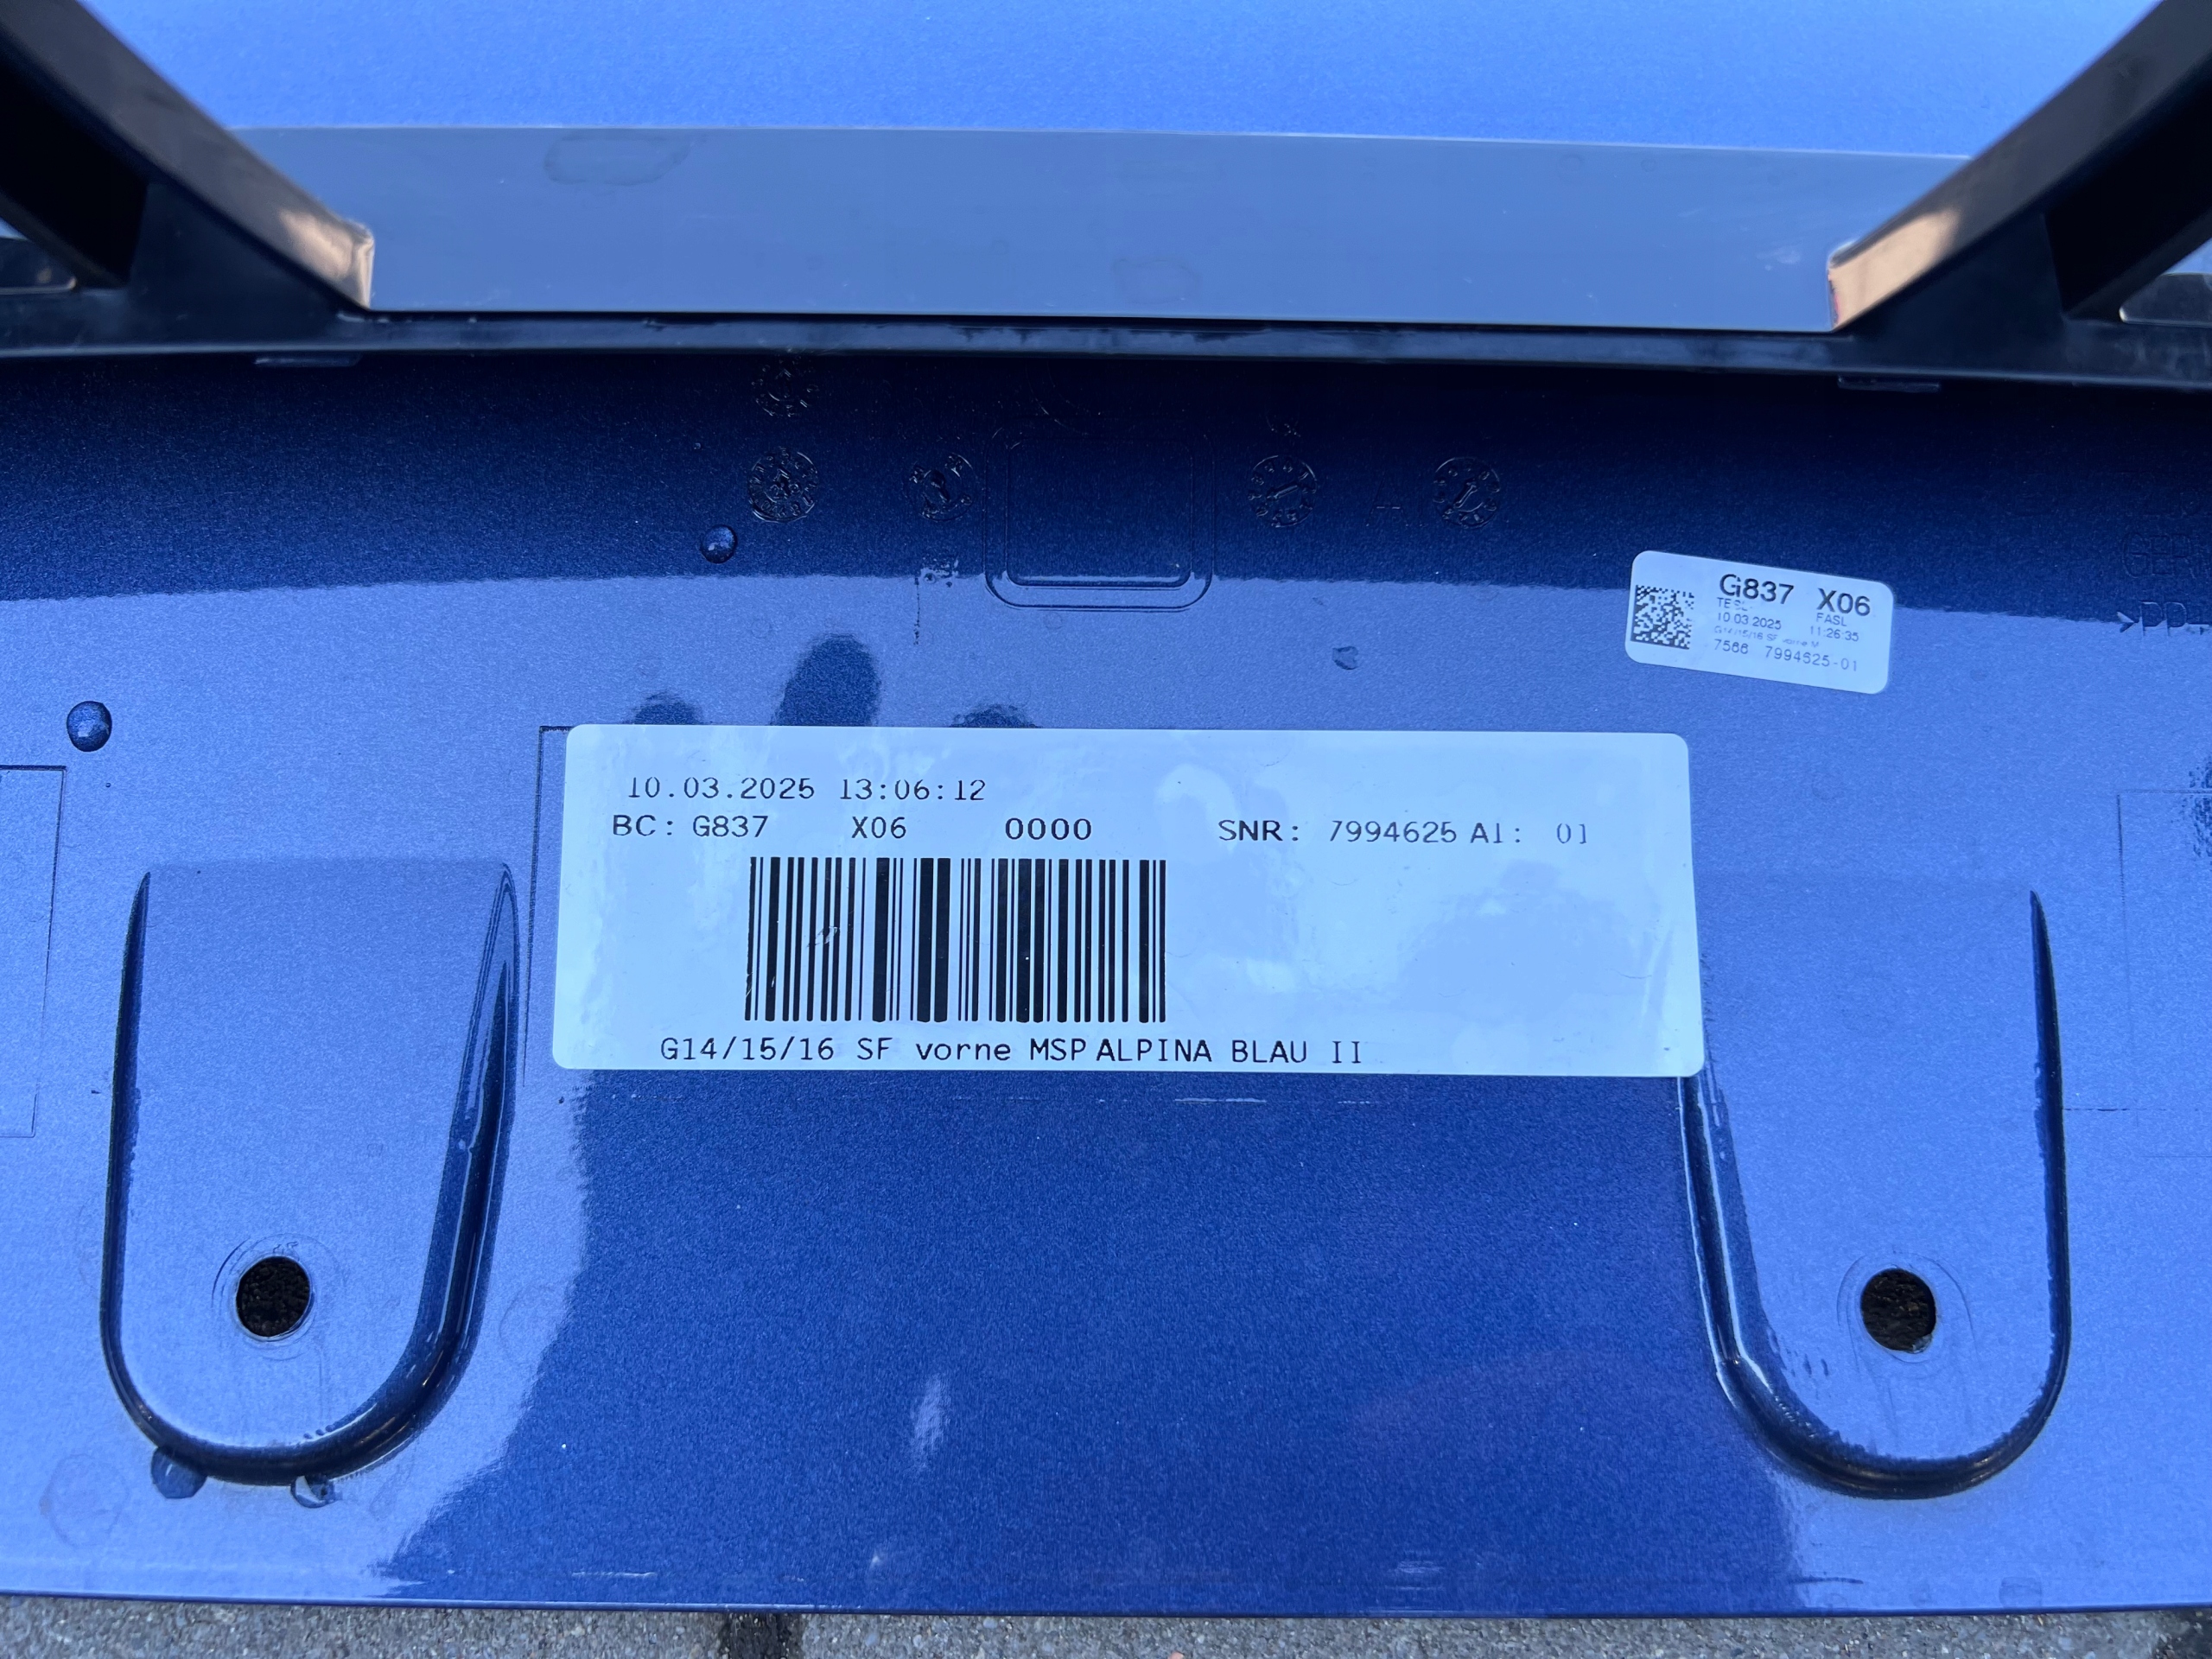 G837 X06
FASL
10.03.2025 11:26:35
7994625-01
10.03.2025 13:06:12
BC: G837 X06 0000 SNR: 7994625 AI: 01
G14/15/16 SF vorne MSP ALPINA BLAU II